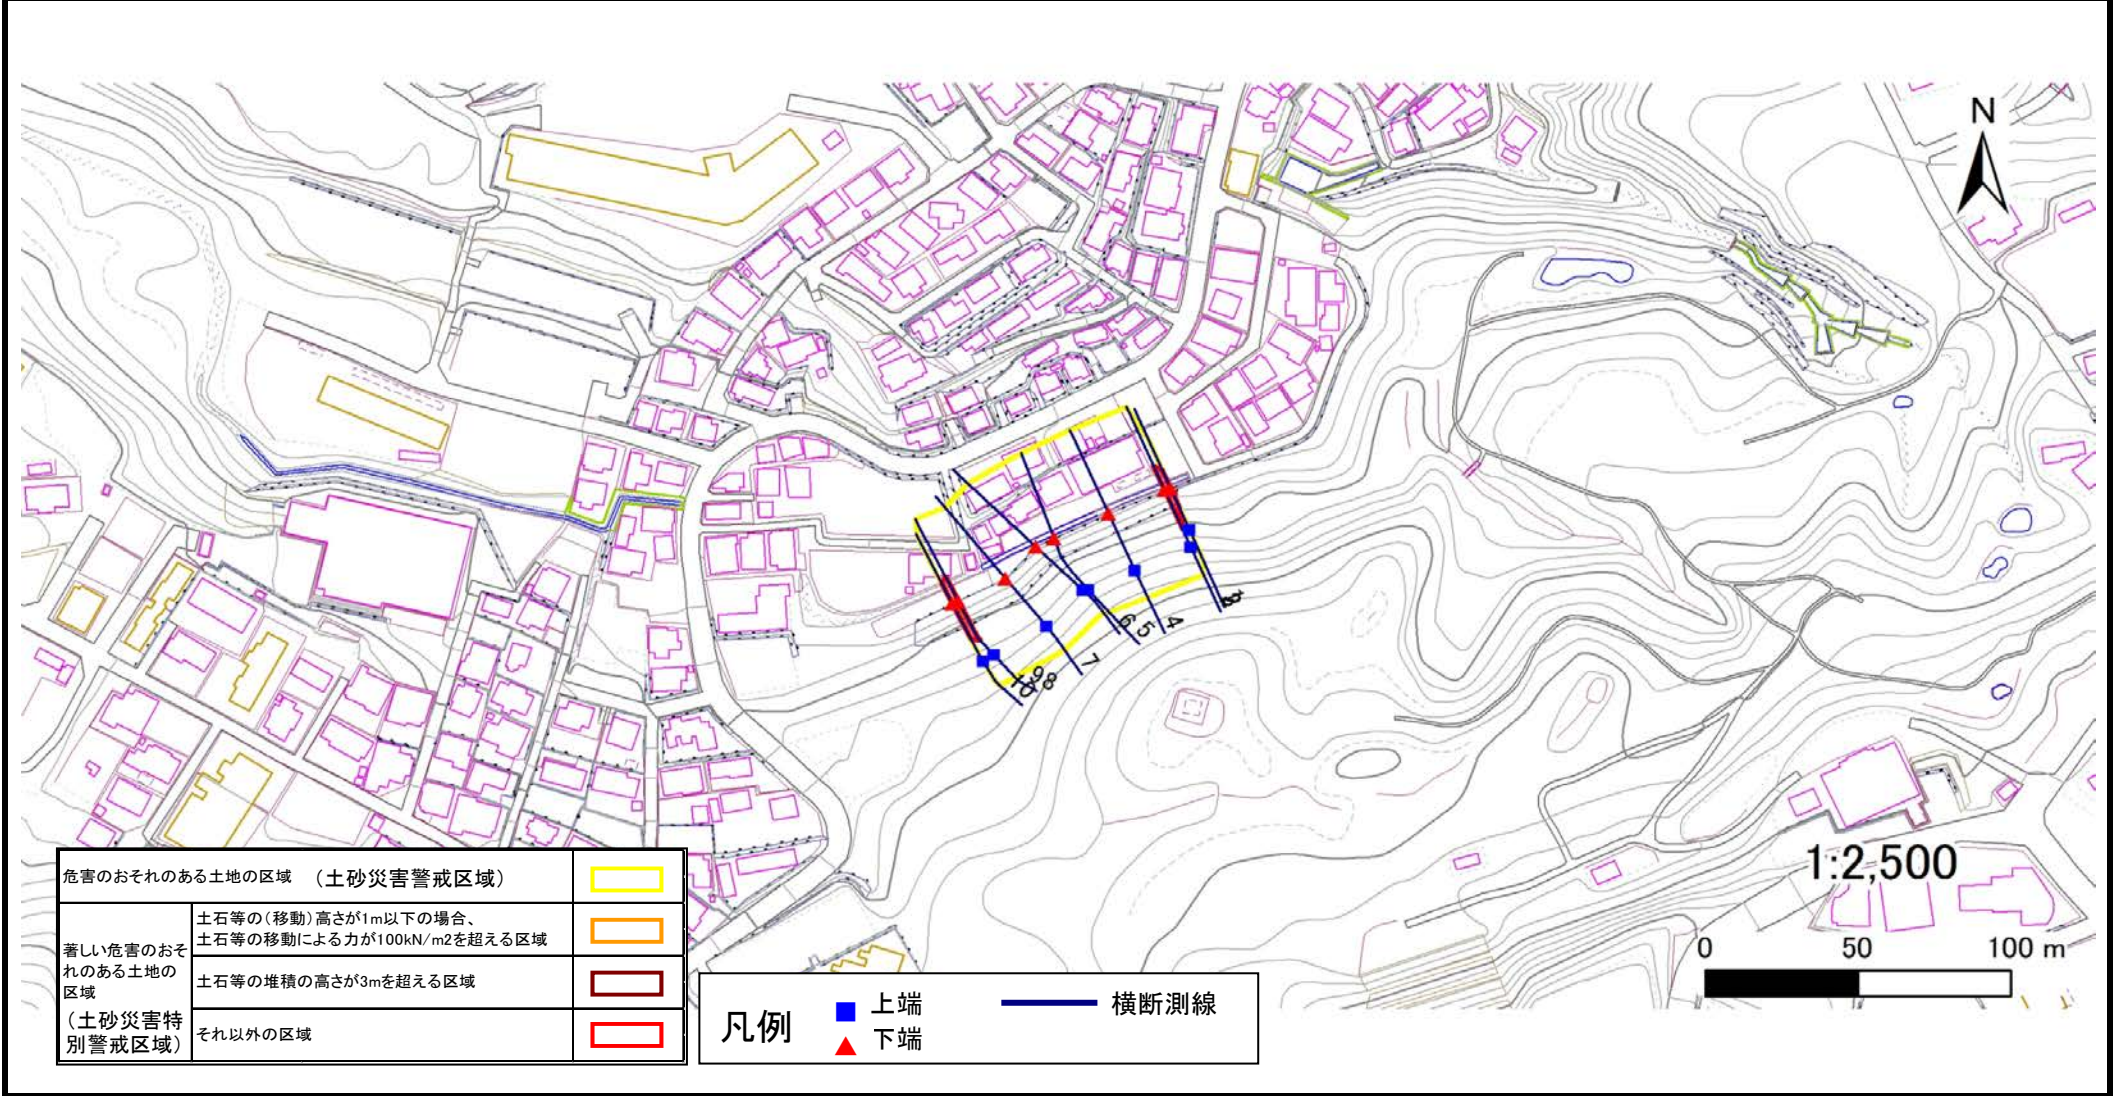 N
4
5
6
7
98
10
1:2,500
0 50 100 m
危害のおそれのある土地の区域 （土砂災害警戒区域）
著しい危害のおそ
れのある土地の
区域
（土砂災害特
別警戒区域）
土石等の（移動）高さが1m以下の場合、
土石等の移動による力が100kN/m2を超える区域
土石等の堆積の高さが3mを超える区域
それ以外の区域
凡例
上端
下端
横断測線